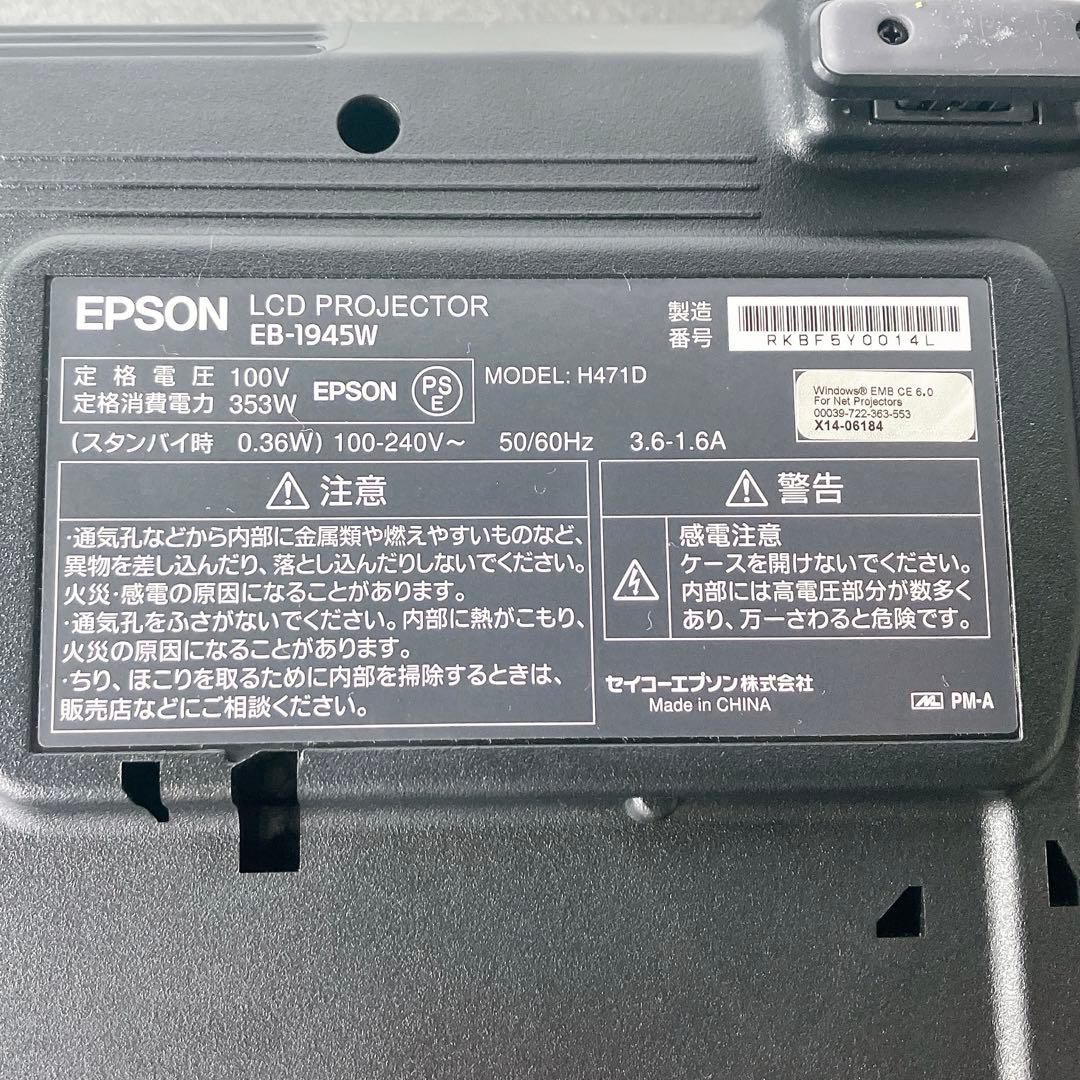 EPSON LCD PROJECTOR
EB-1945W
製造
番号
RKBF5Y0014L
定格電圧 100V
定格消費電力 353W
EPSON
PS
E
MODEL: H471D
Windows® EMB CE 6.0
For Net Projectors
00039-722-363-553
X14-06184
(スタンバイ時 0.36W) 100-240V～ 50/60Hz 3.6-1.6A
注意
・通気孔などから内部に金属類や燃えやすいものなど、
異物を差し込んだり、落とし込んだりしないでください。
火災・感電の原因になることがあります。
・通気孔をふさがないでください。内部に熱がこもり、
火災の原因になることがあります。
・ちり、ほこりを取るために内部を掃除するときは、
販売店などにご相談ください。
警告
感電注意
ケースを開けないでください。
内部には高電圧部分が数多く
あり、万一さわると危険です。
セイコーエプソン株式会社
Made in CHINA
PM-A